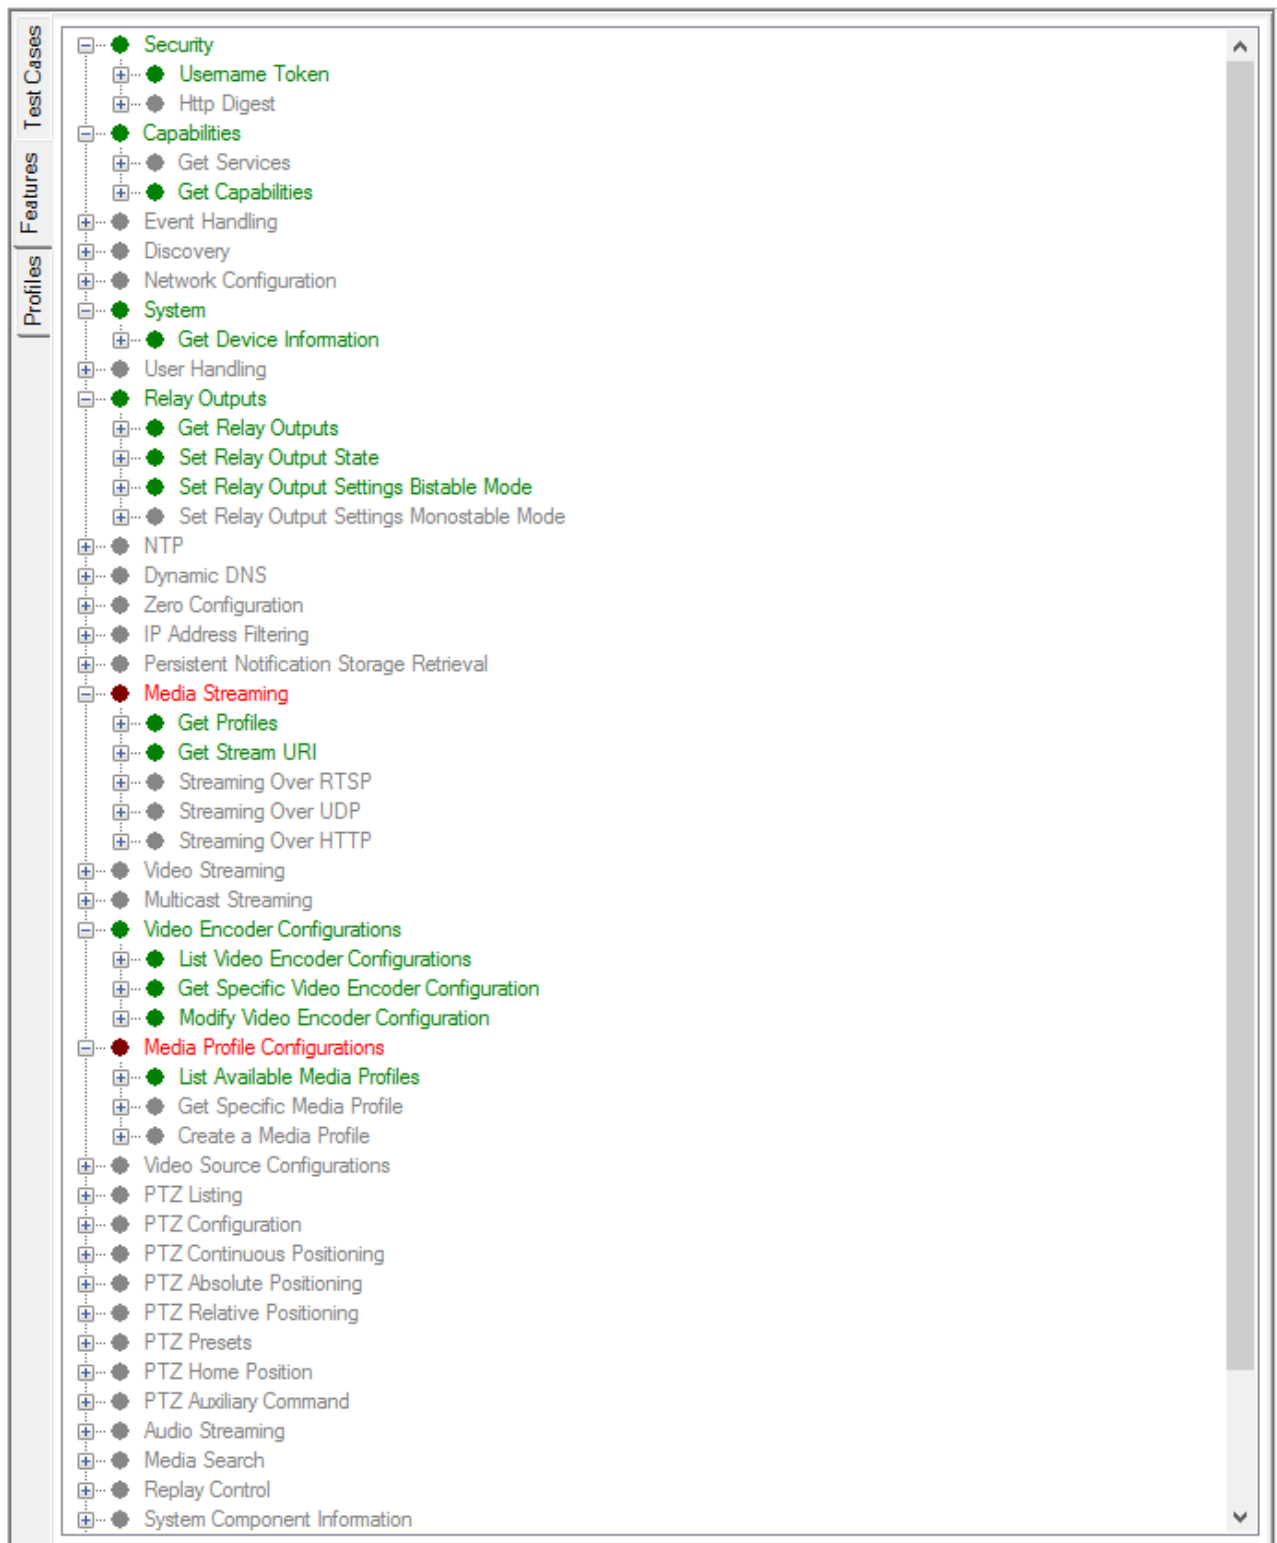 Test Cases
Features
Profiles
Security
Username Token
Http Digest
Capabilities
Get Services
Get Capabilities
Event Handling
Discovery
Network Configuration
System
Get Device Information
User Handling
Relay Outputs
Get Relay Outputs
Set Relay Output State
Set Relay Output Settings Bistable Mode
Set Relay Output Settings Monostable Mode
NTP
Dynamic DNS
Zero Configuration
IP Address Filtering
Persistent Notification Storage Retrieval
Media Streaming
Get Profiles
Get Stream URI
Streaming Over RTSP
Streaming Over UDP
Streaming Over HTTP
Video Streaming
Multicast Streaming
Video Encoder Configurations
List Video Encoder Configurations
Get Specific Video Encoder Configuration
Modify Video Encoder Configuration
Media Profile Configurations
List Available Media Profiles
Get Specific Media Profile
Create a Media Profile
Video Source Configurations
PTZ Listing
PTZ Configuration
PTZ Continuous Positioning
PTZ Absolute Positioning
PTZ Relative Positioning
PTZ Presets
PTZ Home Position
PTZ Auxiliary Command
Audio Streaming
Media Search
Replay Control
System Component Information